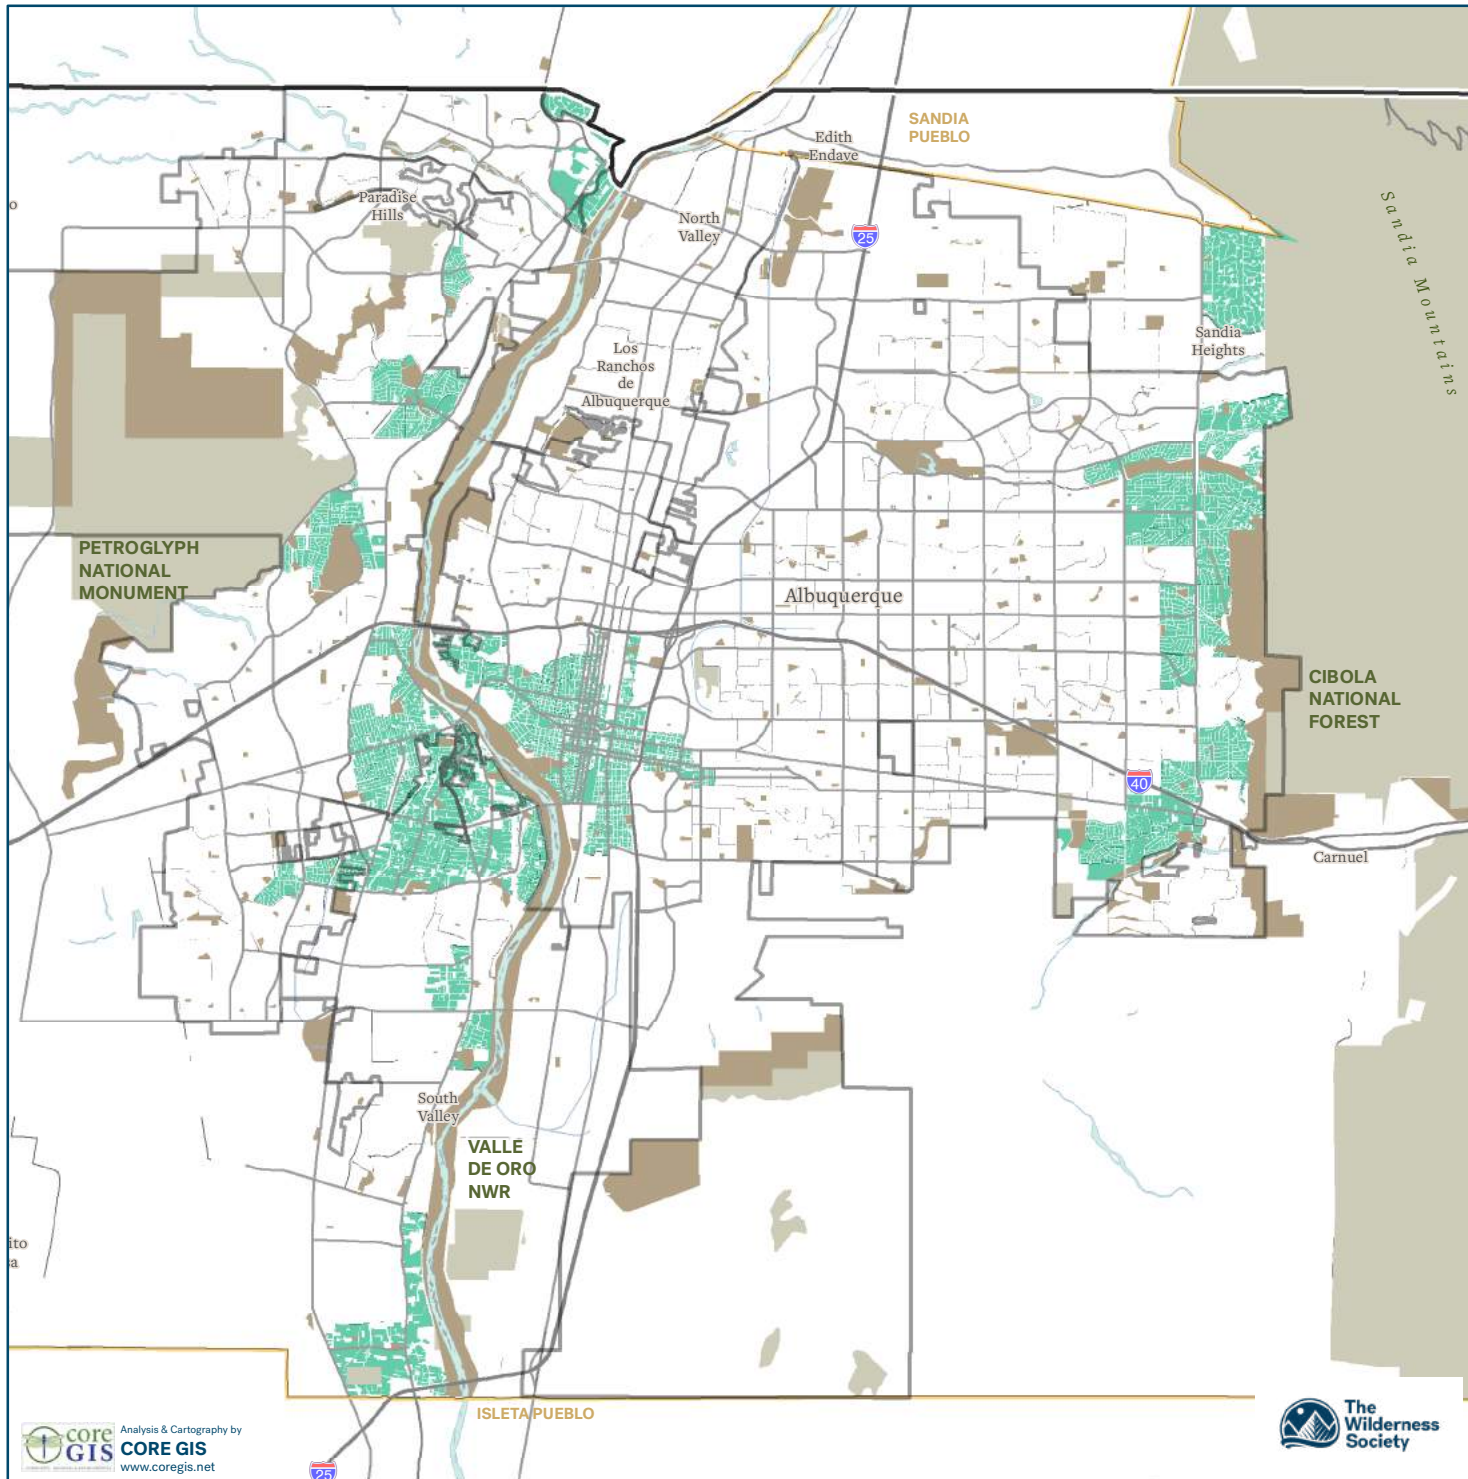 SANDIA
PUEBLO
Edith
Endave
Paradise
Hills
North
Valley
25
Sandia Mountains
o
Sandia
Heights
Los
Ranchos
de
Albuquerque
PETROGLYPH
NATIONAL
MONUMENT
Albuquerque
CIBOLA
NATIONAL
FOREST
40
Carnuel
South
Valley
VALLE
DE ORO
NWR
ito
a
ISLETA PUEBLO
core
GIS
Analysis & Cartography by
CORE GIS
www.coregis.net
25
The
Wilderness
Society